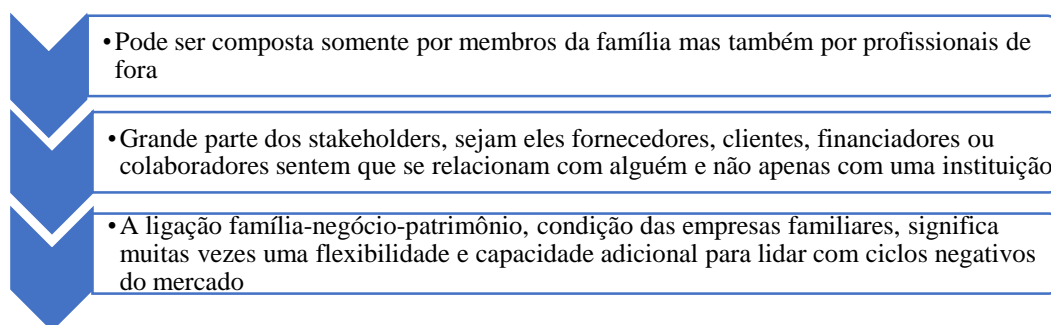 •Pode ser composta somente por membros da família mas também por profissionais de
fora
•Grande parte dos stakeholders, sejam eles fornecedores, clientes, financiadores ou
colaboradores sentem que se relacionam com alguém e não apenas com uma instituição
•A ligação família-negócio-patrimônio, condição das empresas familiares, significa
muitas vezes uma flexibilidade e capacidade adicional para lidar com ciclos negativos
do mercado